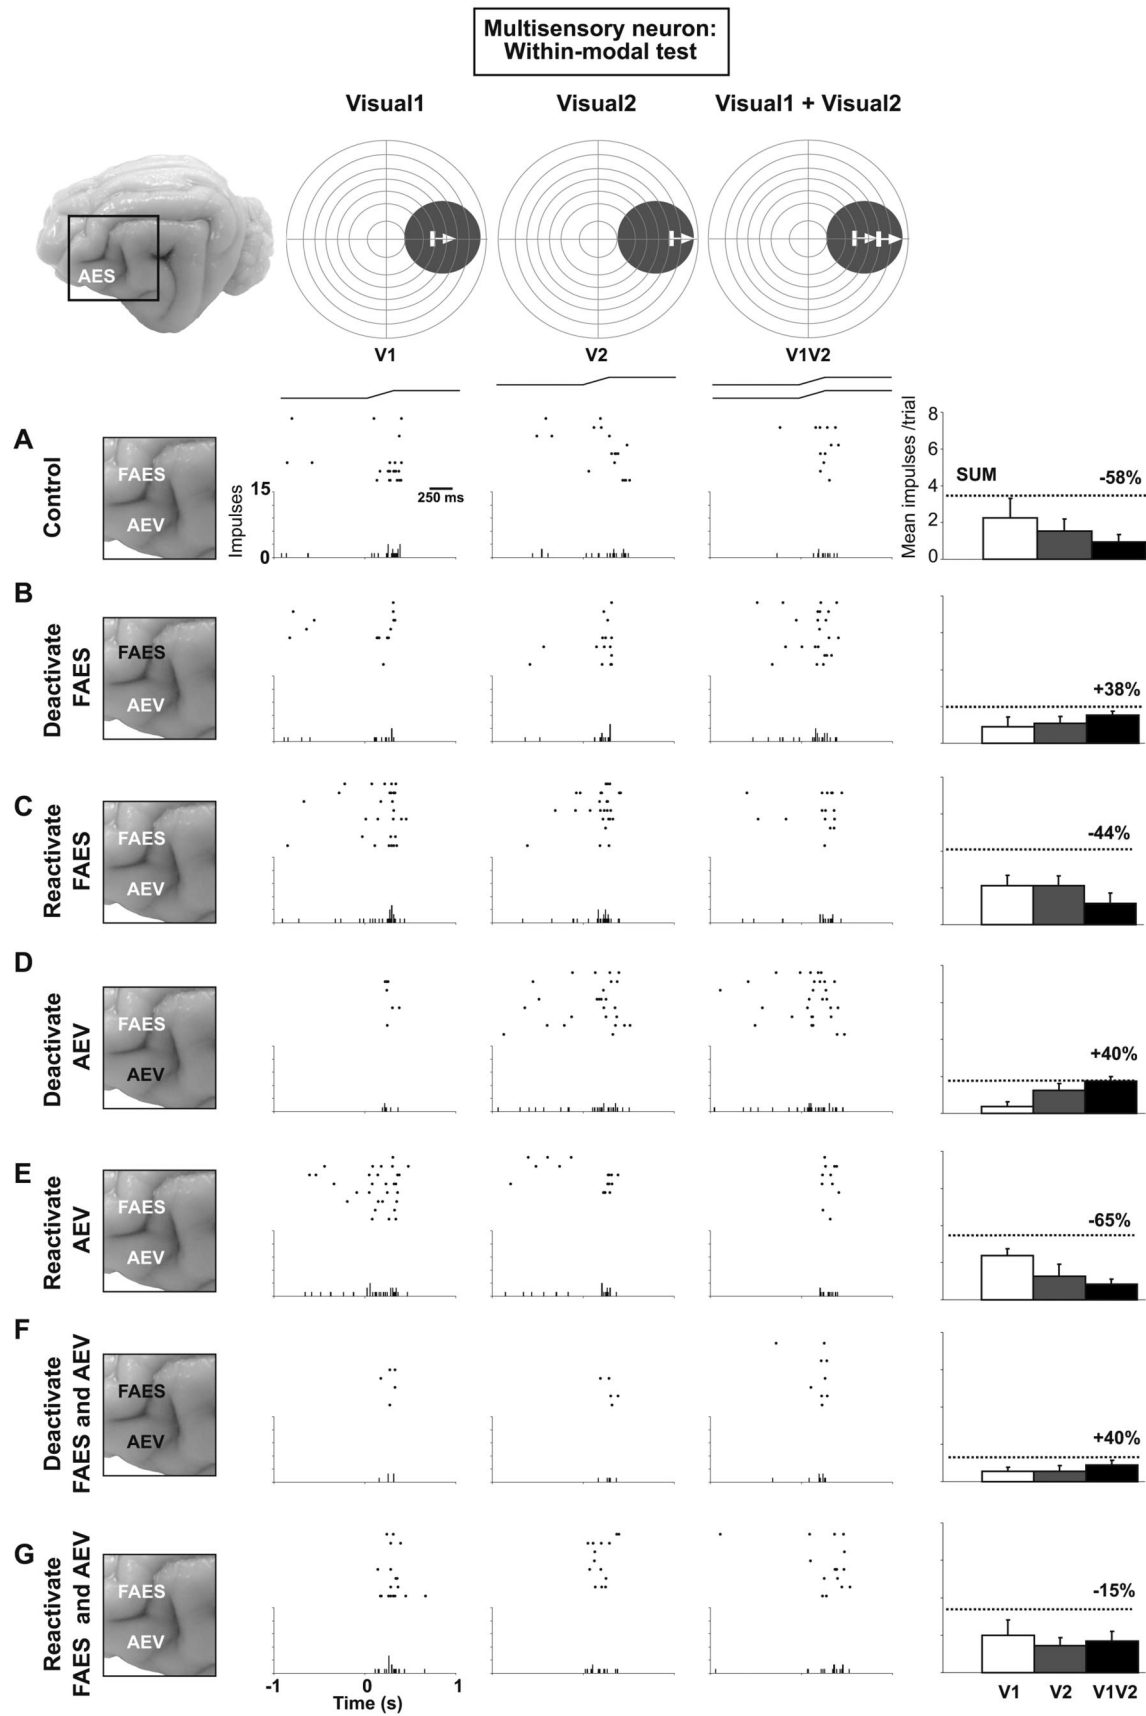 Multisensory neuron:
Within-modal test
Visual1
Visual2
Visual1 + Visual2
AES
V1
V2
V1V2
A
Control
FAES
AEV
Impulses
15
0
250 ms
Mean impulses /trial
8
6
4
2
0
SUM
-58%
B
Deactivate
FAES
FAES
AEV
+38%
C
Reactivate
FAES
FAES
AEV
-44%
D
Deactivate
AEV
FAES
AEV
+40%
E
Reactivate
AEV
FAES
AEV
-65%
F
Deactivate
FAES and AEV
FAES
AEV
+40%
G
Reactivate
FAES and AEV
FAES
AEV
-15%
-1
0
1
Time (s)
V1
V2
V1V2